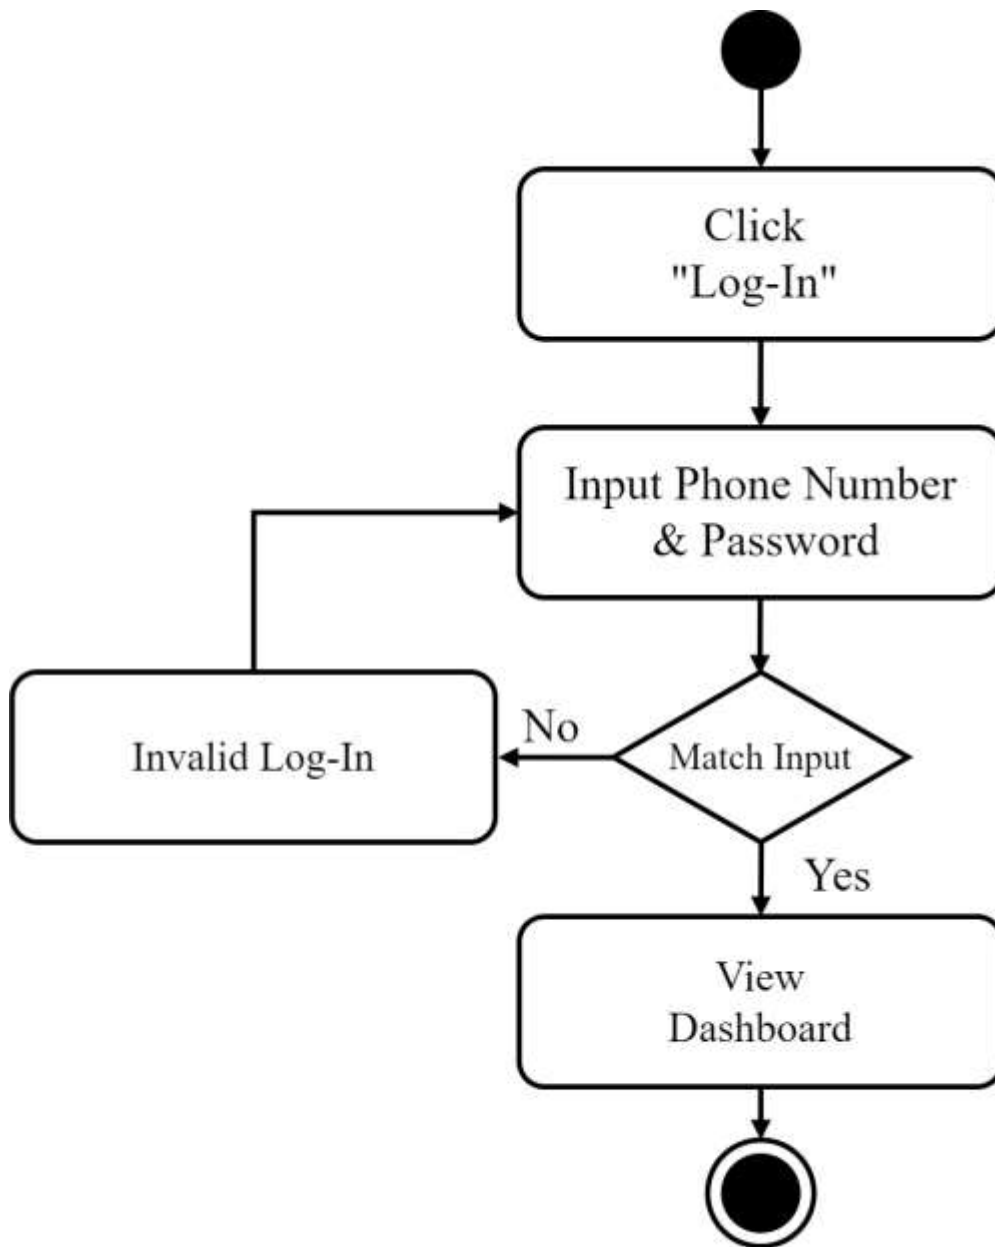 Click
"Log-In"
Input Phone Number
& Password
No
Invalid Log-In
Match Input
Yes
View
Dashboard